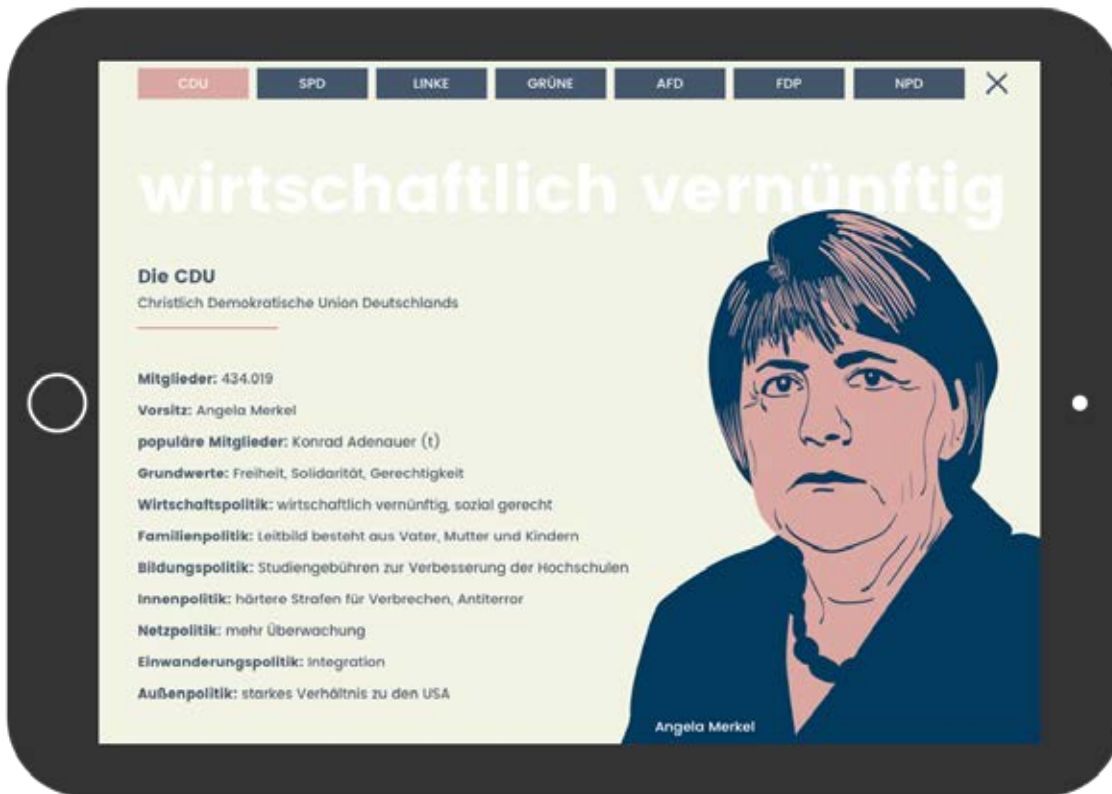 CDU SPD LINKE GRÜNE AFD FDP NPD
wirtschaftlich vernünftig
Die CDU
Christlich Demokratische Union Deutschlands
Mitglieder: 434.019
Vorsitz: Angela Merkel
populäre Mitglieder: Konrad Adenauer (t)
Grundwerte: Freiheit, Solidarität, Gerechtigkeit
Wirtschaftspolitik: wirtschaftlich vernünftig, sozial gerecht
Familienpolitik: Leitbild besteht aus Vater, Mutter und Kindern
Bildungspolitik: Studiengebühren zur Verbesserung der Hochschulen
Innenpolitik: härtere Strafen für Verbrechen, Antiterror
Netzpolitik: mehr Überwachung
Einwanderungspolitik: Integration
Außenpolitik: starkes Verhältnis zu den USA
Angela Merkel